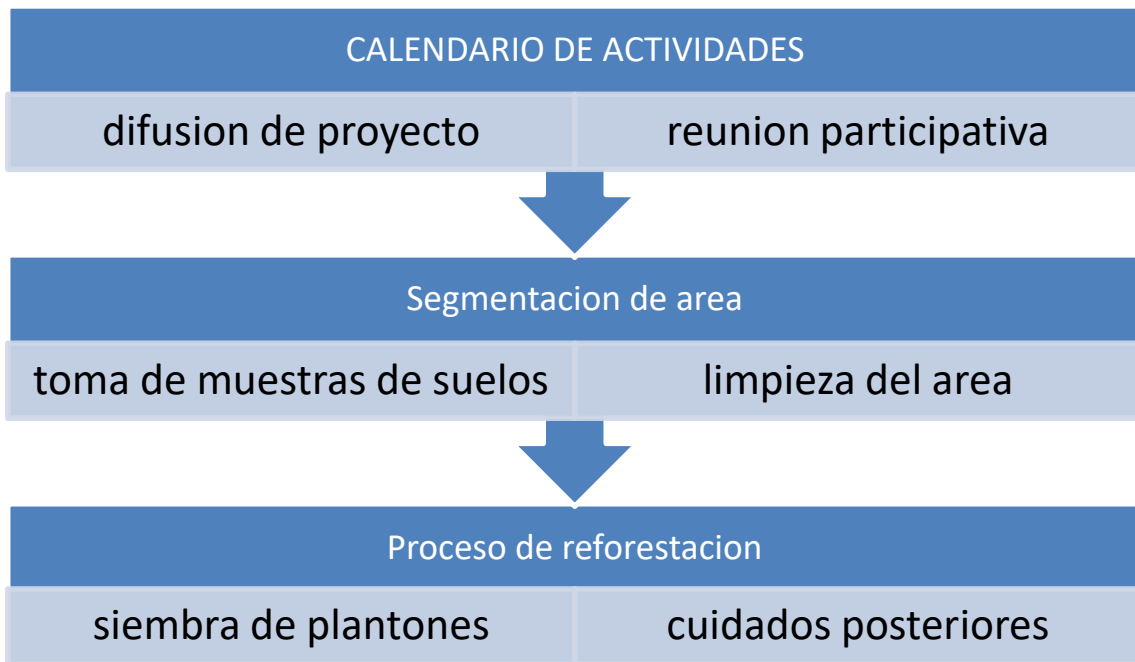 CALENDARIO DE ACTIVIDADES
difusion de proyecto
reunion participativa
Segmentacion de area
toma de muestras de suelos
limpieza del area
Proceso de reforestacion
siembra de plantones
cuidados posteriores